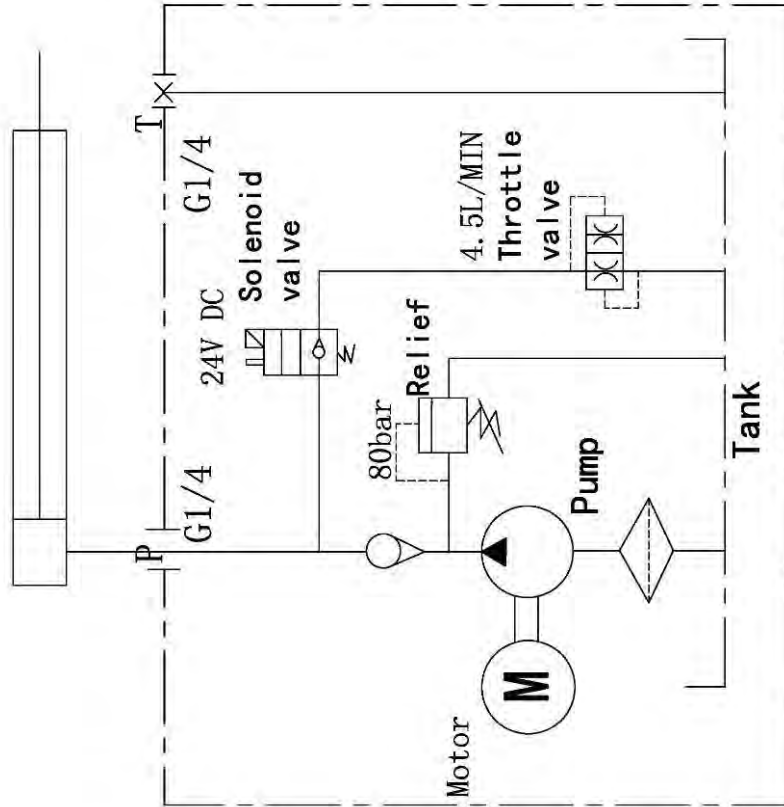 P
T
G1/4
G1/4
24V DC
Solenoid
valve
80bar
Relief
4.5L/MIN
Throttle
valve
Motor
M
Pump
Tank